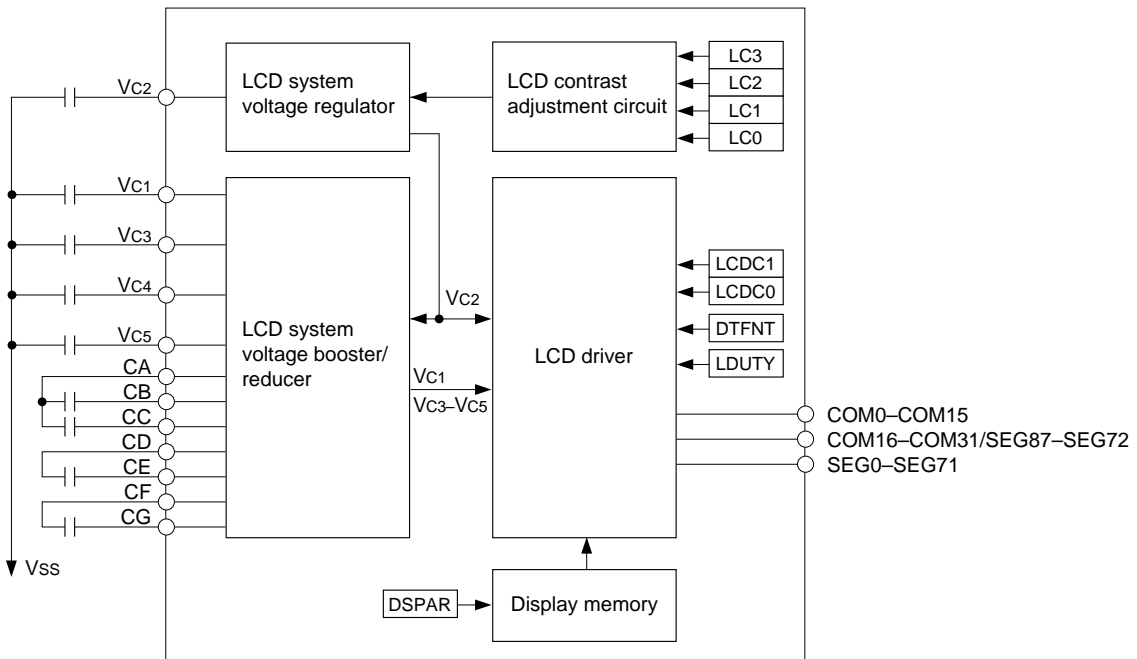 VC2
LCD system
voltage regulator
LCD contrast
adjustment circuit
LC3
LC2
LC1
LC0
VC1
VC3
VC4
VC5
CA
CB
CC
CD
CE
CF
CG
VSS
LCD system
voltage booster/
reducer
VC2
VC1
VC3–VC5
LCD driver
LCDC1
LCDC0
DTFNT
LDUTY
COM0–COM15
COM16–COM31/SEG87–SEG72
SEG0–SEG71
DSPAR
Display memory